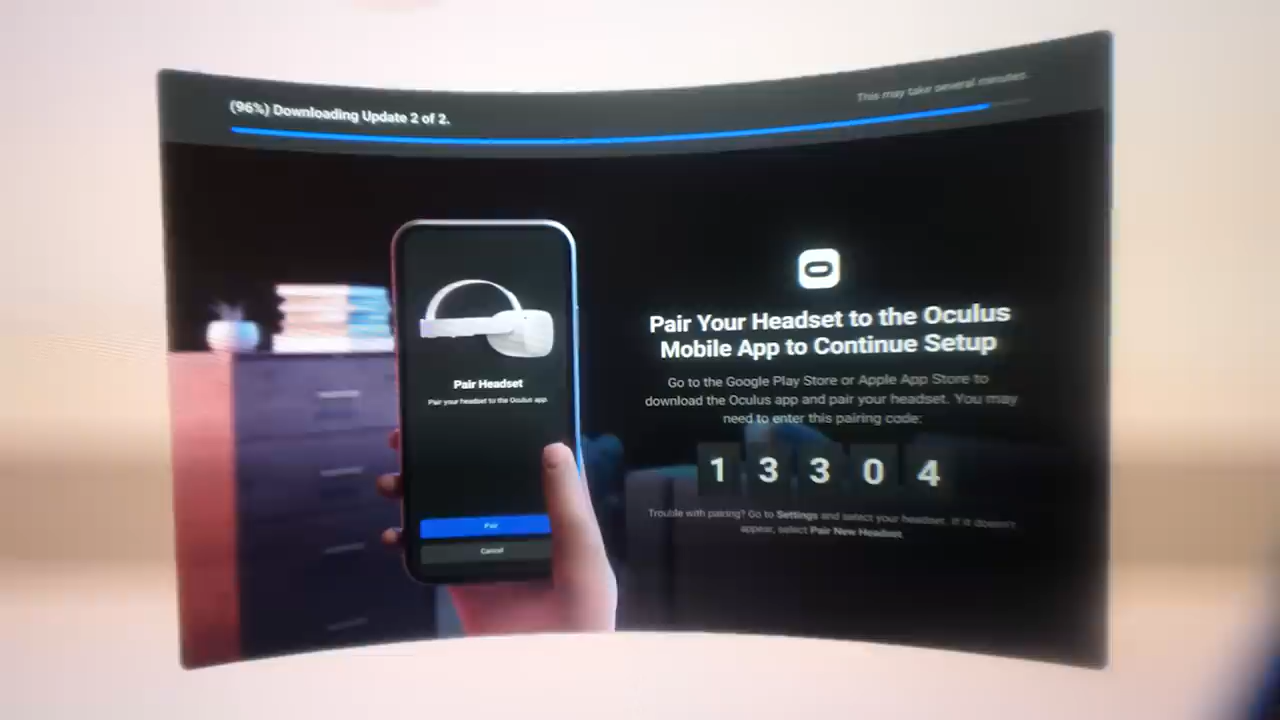 (96%) Downloading Update 2 of 2.
This may take several minutes.
Pair Headset
Pair your headset to the Oculus app.
Pair
Cancel
Pair Your Headset to the Oculus
Mobile App to Continue Setup
Go to the Google Play Store or Apple App Store to
download the Oculus app and pair your headset. You may
need to enter this pairing code:
1 3 3 0 4
Trouble with pairing? Go to Settings and select your headset. If it doesn't
appear, select Pair New Headset.